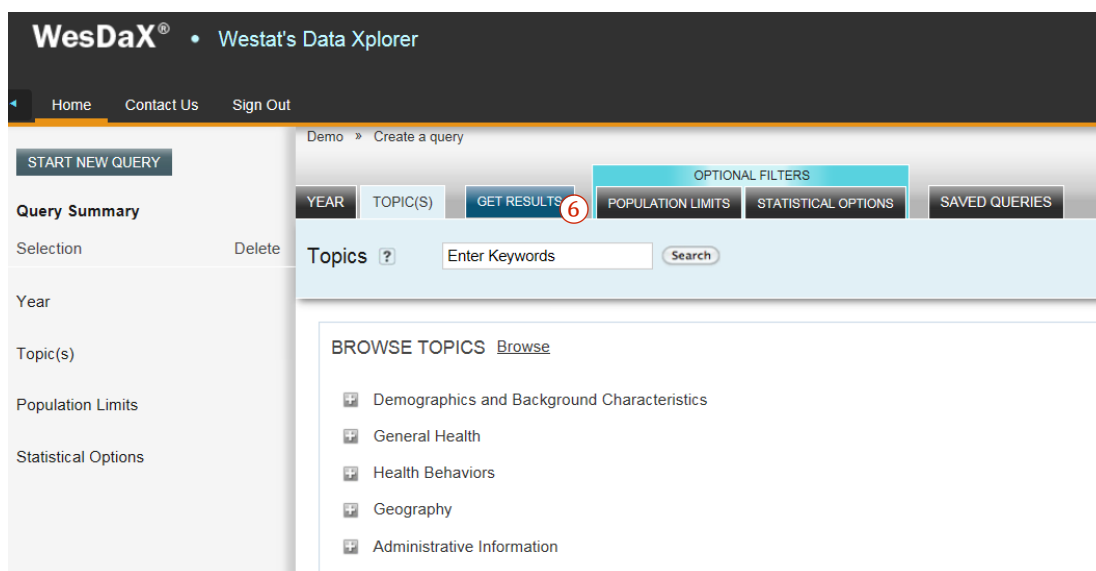 WesDaX® • Westat's Data Xplorer
Home Contact Us Sign Out
Demo » Create a query
START NEW QUERY
OPTIONAL FILTERS
YEAR TOPIC(S) GET RESULTS 6 POPULATION LIMITS STATISTICAL OPTIONS SAVED QUERIES
Query Summary
Selection Delete
Topics ? Enter Keywords Search
Year
Topic(s)
Population Limits
Statistical Options
BROWSE TOPICS Browse
Demographics and Background Characteristics
General Health
Health Behaviors
Geography
Administrative Information